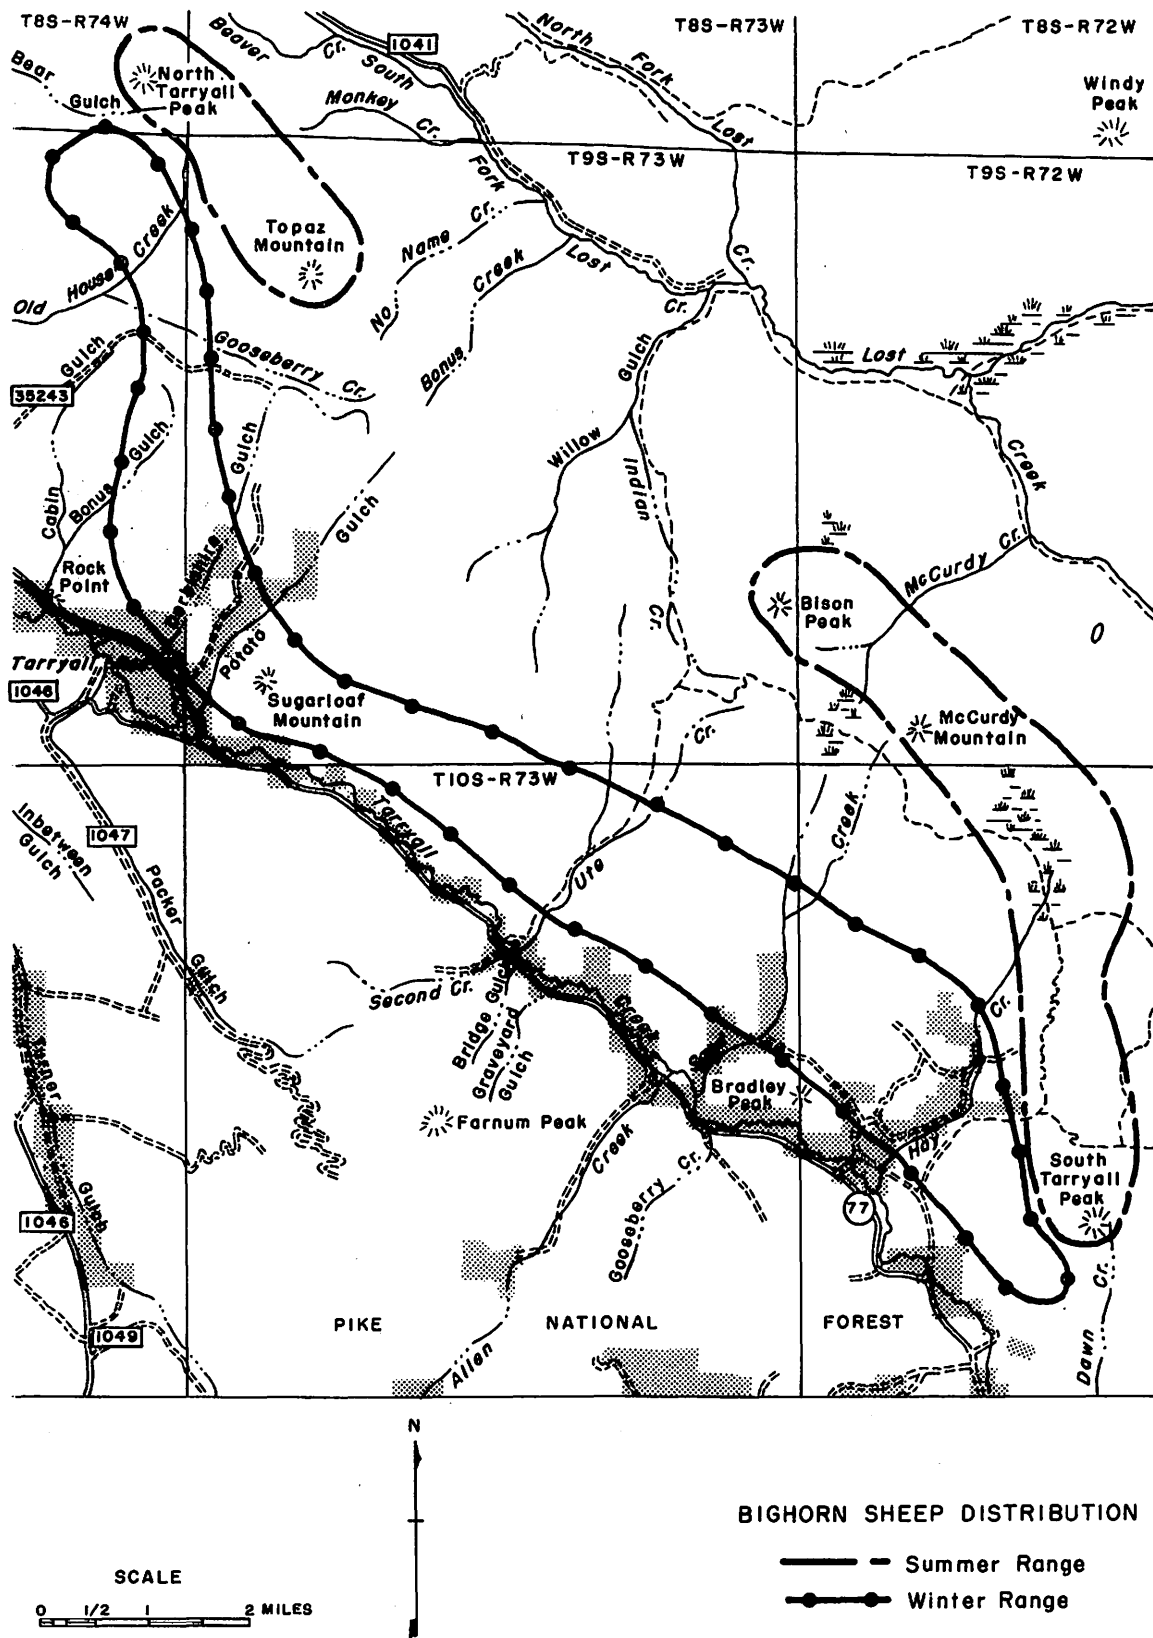 T8S-R74W
Beaver
Cr.
1041
South
Fork
Lost
Cr.
North
Fork
Lost
Cr.
T8S-R73W
T8S-R72W
Bear
Gulch
North
Tarryall
Peak
Monkey
Cr.
Windy
Peak
T9S-R73W
T9S-R72W
Topaz
Mountain
No Name Cr.
Bonus Creek
Old House Creek
Gulch
Gooseberry Cr.
35243
Gulch
Willow
Gulch
Indian
Cr.
Lost
Creek
Cabin
Bonus
Gulch
Gulch
Potato
Rock
Point
McCurdy Cr.
Bison
Peak
Tarryall
1046
Sugarloaf
Mountain
McCurdy
Mountain
Cr.
Ute
T10S-R73W
Tarryall
Creek
Inbetween
Gulch
1047
Packer
Gulch
Creek
Second Cr.
Bridge Gulch
Graveyard
Gulch
Cr.
Hay
Bradley
Peak
Farnum Peak
Creek
Allen
Gooseberry
Cr.
South
Tarryall
Peak
77
Gulch
1046
Cr.
Dawn
PIKE NATIONAL FOREST
1049
N
BIGHORN SHEEP DISTRIBUTION
Summer Range
Winter Range
SCALE
0 1/2 1 2 MILES